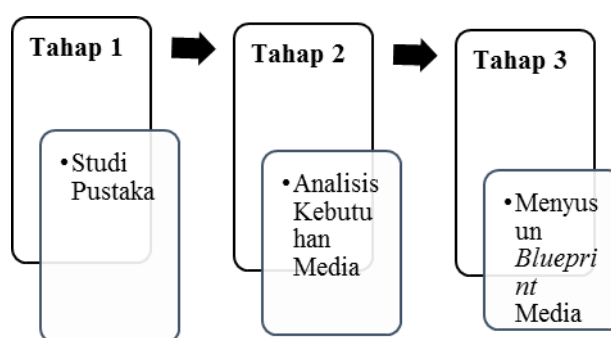 Tahap 1
•Studi
Pustaka
Tahap 2
•Analisis
Kebutu
han
Media
Tahap 3
•Menyus
un
Bluepri
nt
Media